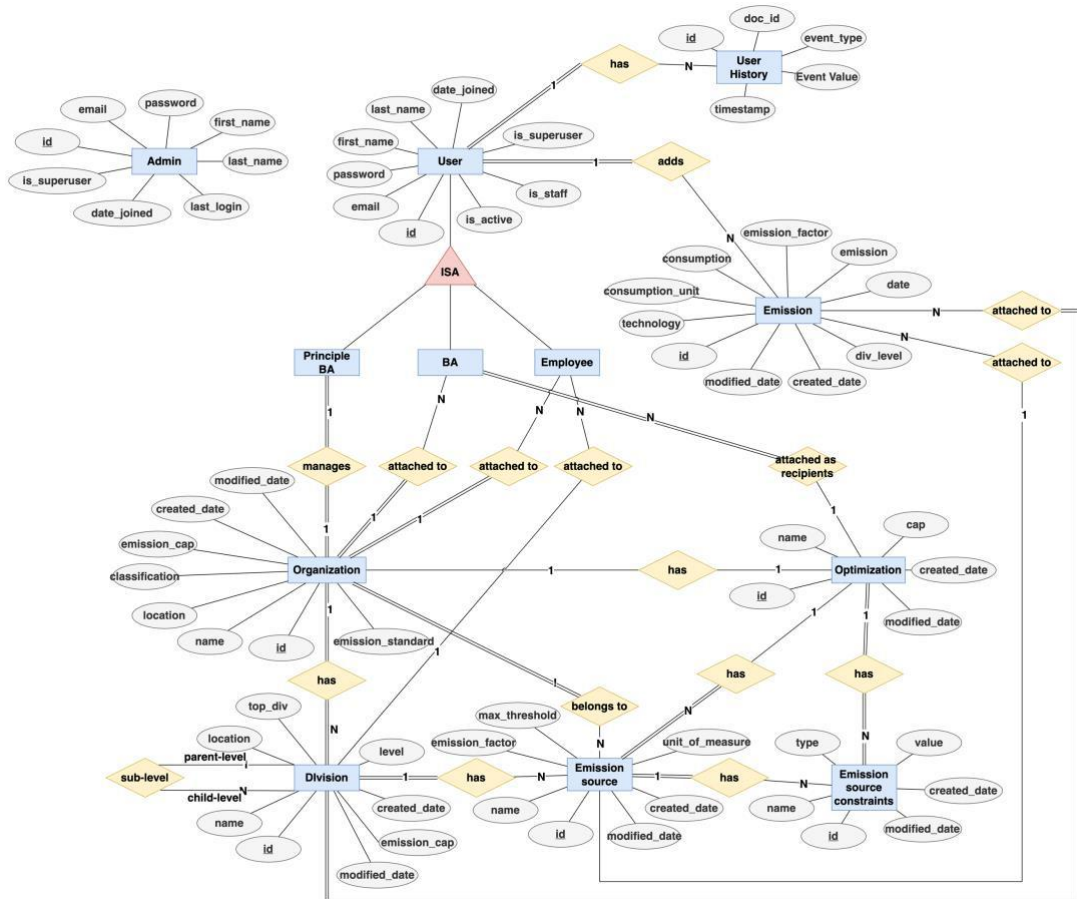 doc_id
id
event_type
has
N
User
History
Event Value
1
timestamp
date_joined
password
email
last_name
first_name
is_superuser
id
first_name
Admin
last_name
User
1
adds
password
is_superuser
is_staff
email
last_login
date_joined
is_active
id
emission_factor
N
emission
consumption
ISA
date
consumption_unit
Emission
N
attached to
technology
N
id
div_level
attached to
modified_date
created_date
Principle
BA
BA
Employee
N
N
N
N
1
1
manages
attached to
attached to
attached to
attached as
recipients
modified_date
created_date
1
1
1
1
cap
name
emission_cap
Organization
1
has
1
Optimization
created_date
classification
id
location
1
1
1
modified_date
name
id
emission_standard
1
has
1
has
has
top_div
belongs to
max_threshold
N
N
location
emission_factor
unit_of_measure
N
N
type
value
parent-level
1
level
sub-level
DIvision
1
has
N
Emission
source
1
has
N
Emission
source
constraints
child-level
N
created_date
name
created_date
name
created_date
name
id
emission_cap
id
modified_date
id
modified_date
modified_date